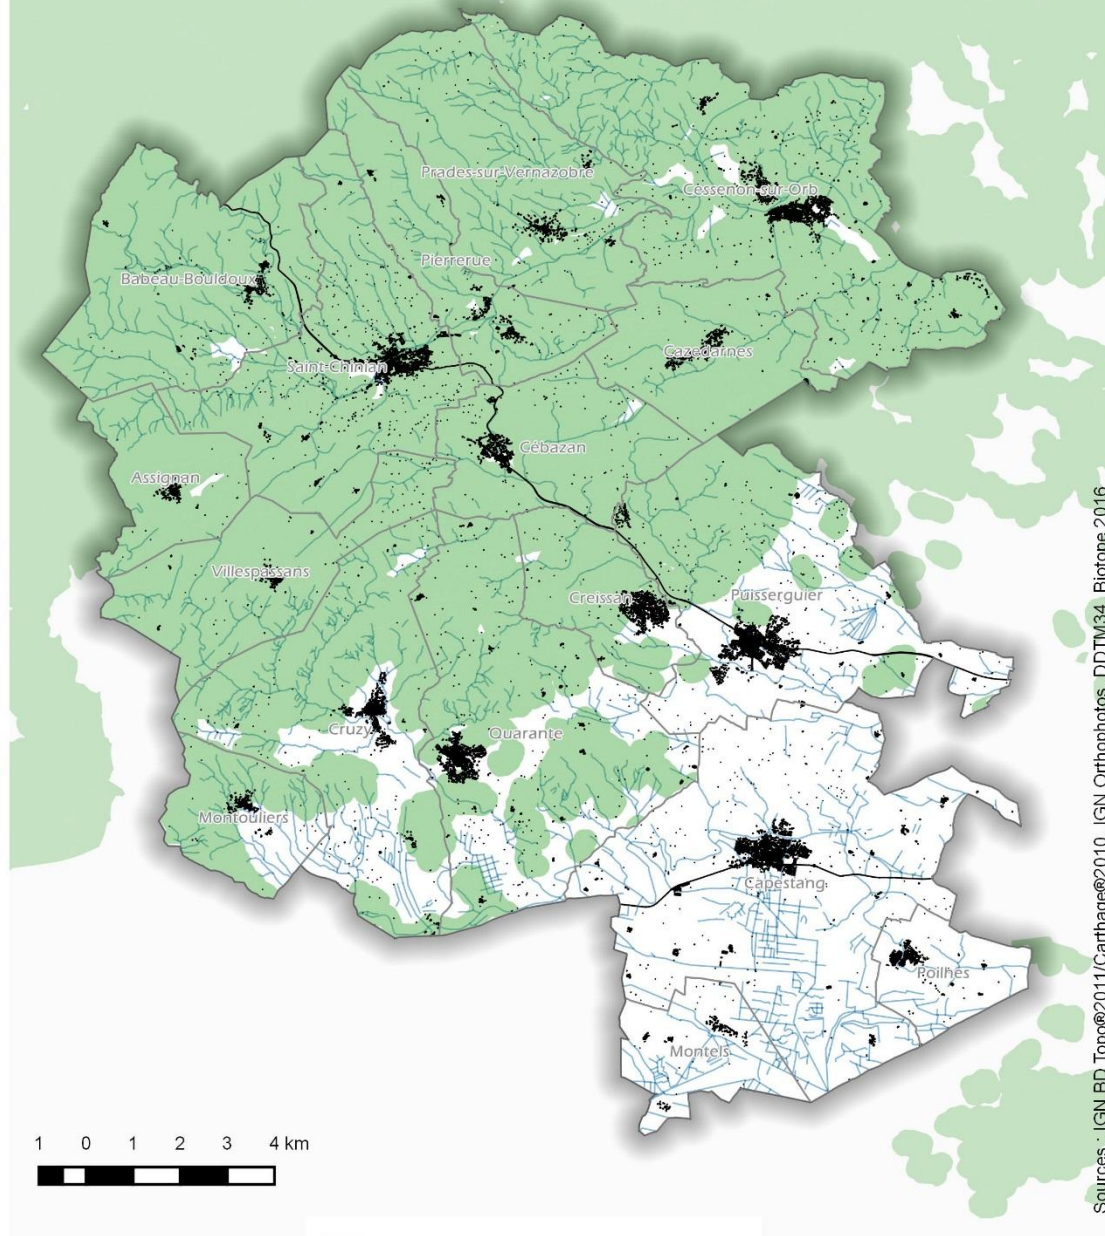 Prades-sur-Vernazobre
Cessenon-sur-Orb
Pierrerue
Babeau-Bouldoux
Saint-Chinian
Cazedarnes
Cébazan
Assignan
Villespassans
Creissan
Puisserguier
Cruzy
Quarante
Montouliers
Capestang
Poilhes
Montels
1 0 1 2 3 4 km
Sources : IGN BD Topo®2011/Carthage®2010, IGN Orthophotos, DDTM34, Biotope 2016